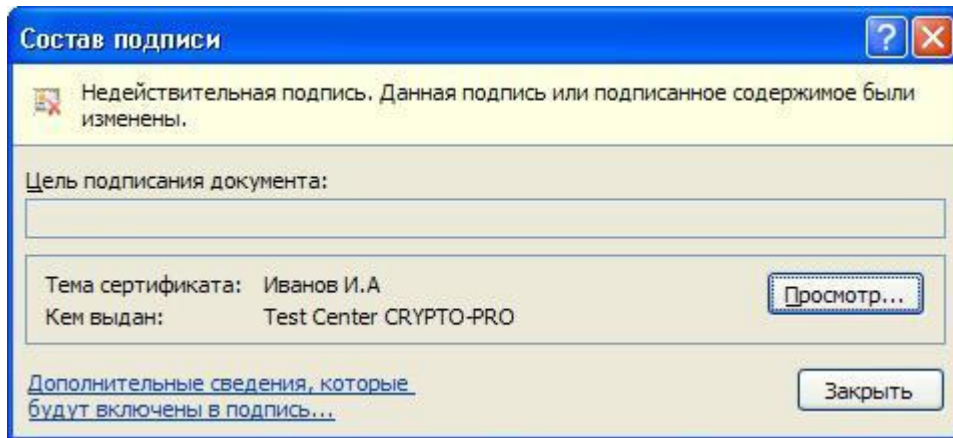 Состав подписи
Недействительная подпись. Данная подпись или подписанное содержимое были
изменены.
Цель подписания документа:
Тема сертификата: Иванов И.А
Просмотр...
Кем выдан: Test Center CRYPTO-PRO
Дополнительные сведения, которые
будут включены в подпись...
Закрыть